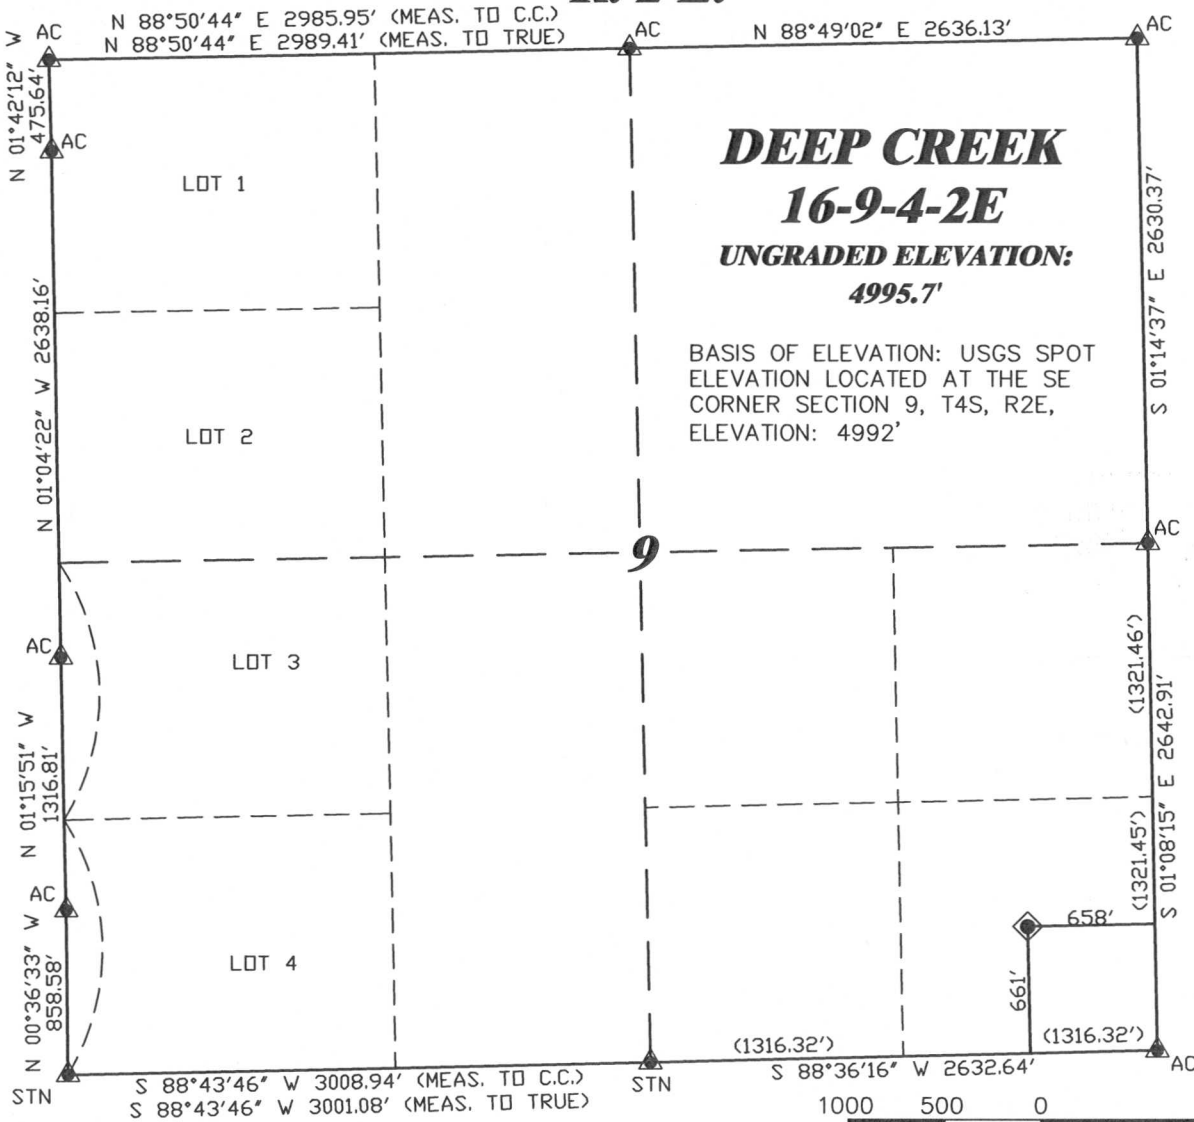 N 88°50'44" E 2985.95' (MEAS. TO C.C.)
N 88°50'44" E 2989.41' (MEAS. TO TRUE)
N 88°49'02" E 2636.13'
AC
AC
AC
N 01°42'12" W
475.64'
AC
LOT 1
DEEP CREEK
16-9-4-2E
UNGRADED ELEVATION:
4995.7'
BASIS OF ELEVATION: USGS SPOT
ELEVATION LOCATED AT THE SE
CORNER SECTION 9, T4S, R2E,
ELEVATION: 4992'
S 01°14'37" E 2630.37'
N 01°04'22" W 2638.16'
LOT 2
AC
9
AC
LOT 3
(1321.46')
S 01°08'15" E 2642.91'
N 01°15'51" W
1316.81'
(1321.45')
AC
658'
661'
LOT 4
N 00°36'33" W
858.58'
(1316.32')
(1316.32')
STN
S 88°43'46" W 3008.94' (MEAS. TO C.C.)
S 88°43'46" W 3001.08' (MEAS. TO TRUE)
STN
S 88°36'16" W 2632.64'
AC
1000 500 0